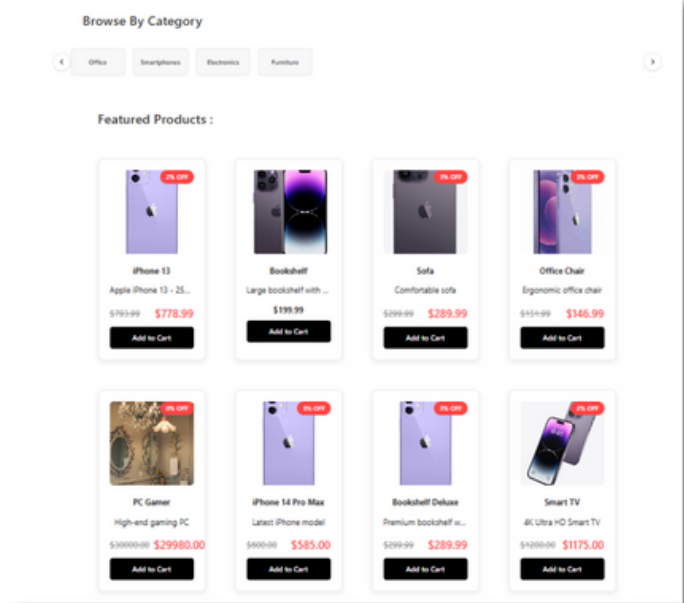 Browse By Category
Office Smartphones Electronics Furniture
Featured Products :
OFF 3% OFF 3% OFF
iPhone 13 Bookshelf Sofa Office Chair
Apple iPhone 13 - 25... Large bookshelf with ... Comfortable sofa Ergonomic office chair
$793.99 $778.99 $199.99 $299.99 $289.99 $151.99 $146.99
Add to Cart Add to Cart Add to Cart Add to Cart
0% OFF 3% OFF 3% OFF 2% OFF
PC Gamer iPhone 14 Pro Max Bookshelf Deluxe Smart TV
High-end gaming PC Latest iPhone model Premium bookshelf w... 4K Ultra HD Smart TV
$30000.00 $29980.00 $600.00 $585.00 $299.99 $289.99 $1200.00 $1175.00
Add to Cart Add to Cart Add to Cart Add to Cart